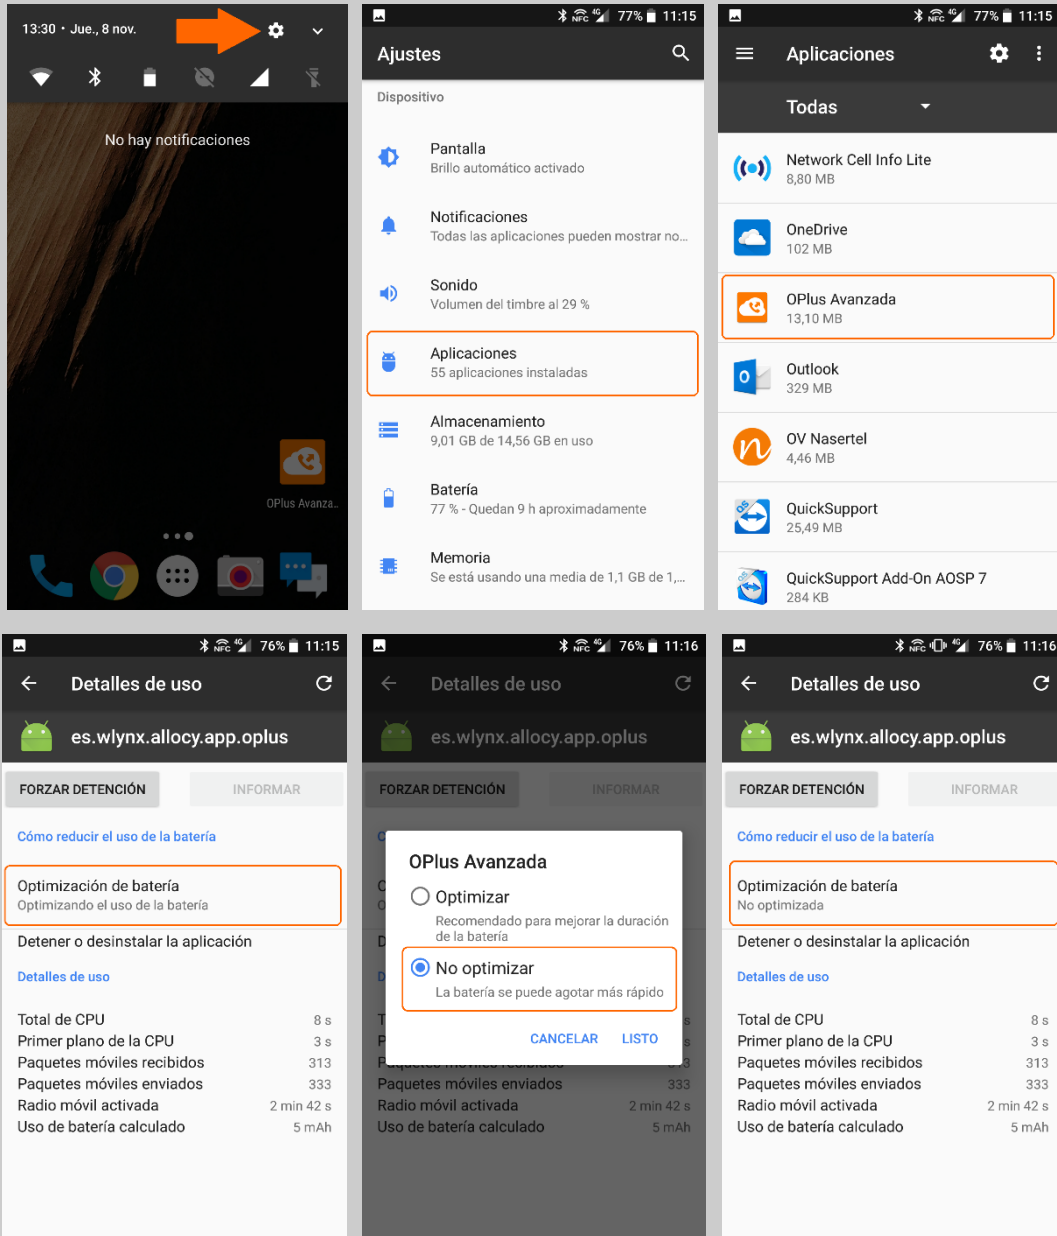 13:30 • Jue., 8 nov.
No hay notificaciones
OPlus Avanza..
NFC 4G 77% 11:15
Ajustes
Dispositivo
Pantalla
Brillo automático activado
Notificaciones
Todas las aplicaciones pueden mostrar no...
Sonido
Volumen del timbre al 29 %
Aplicaciones
55 aplicaciones instaladas
Almacenamiento
9,01 GB de 14,56 GB en uso
Batería
77 % - Quedan 9 h aproximadamente
Memoria
Se está usando una media de 1,1 GB de 1,...
NFC 4G 77% 11:15
Aplicaciones
Todas
Network Cell Info Lite
8,80 MB
OneDrive
102 MB
OPlus Avanzada
13,10 MB
Outlook
329 MB
OV Nasertel
4,46 MB
QS
QuickSupport
25,49 MB
QuickSupport Add-On AOSP 7
284 KB
NFC 4G 76% 11:15
Detalles de uso
es.wlynx.allocy.app.oplus
FORZAR DETENCIÓN
INFORMAR
Cómo reducir el uso de la batería
Optimización de batería
Optimizando el uso de la batería
Detener o desinstalar la aplicación
Detalles de uso
Total de CPU 8 s
Primer plano de la CPU 3 s
Paquetes móviles recibidos 313
Paquetes móviles enviados 333
Radio móvil activada 2 min 42 s
Uso de batería calculado 5 mAh
NFC 4G 76% 11:16
Detalles de uso
es.wlynx.allocy.app.oplus
FORZAR DETENCIÓN
INFORMAR
OPlus Avanzada
Optimizar
Recomendado para mejorar la duración
de la batería
No optimizar
La batería se puede agotar más rápido
CANCELAR LISTO
Paquetes móviles enviados 333
Radio móvil activada 2 min 42 s
Uso de batería calculado 5 mAh
NFC 4G 76% 11:16
Detalles de uso
es.wlynx.allocy.app.oplus
FORZAR DETENCIÓN
INFORMAR
Cómo reducir el uso de la batería
Optimización de batería
No optimizada
Detener o desinstalar la aplicación
Detalles de uso
Total de CPU 8 s
Primer plano de la CPU 3 s
Paquetes móviles recibidos 313
Paquetes móviles enviados 333
Radio móvil activada 2 min 42 s
Uso de batería calculado 5 mAh